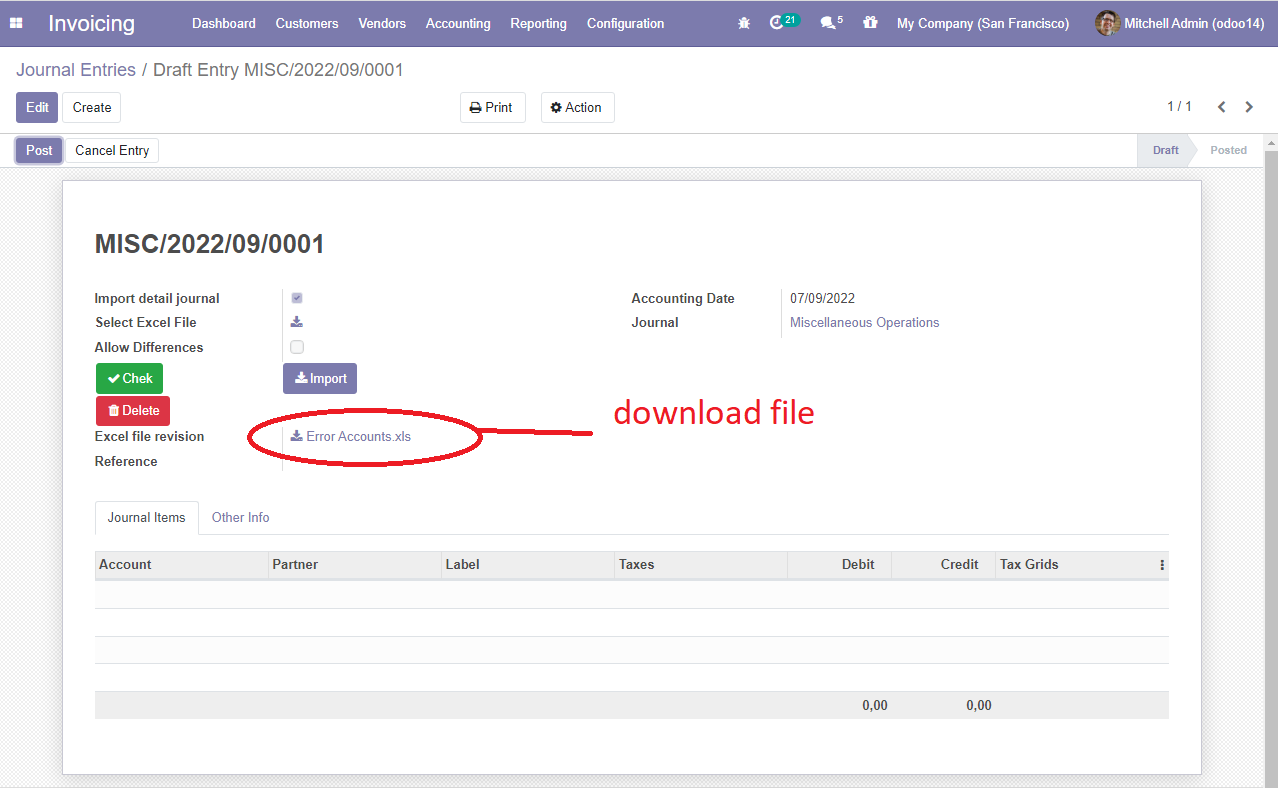 Invoicing Dashboard Customers Vendors Accounting Reporting Configuration 21 5 My Company (San Francisco) Mitchell Admin (odoo14)
Journal Entries / Draft Entry MISC/2022/09/0001
Edit Create Print Action 1 / 1
Post Cancel Entry Draft Posted
MISC/2022/09/0001
Import detail journal Accounting Date 07/09/2022
Select Excel File Journal Miscellaneous Operations
Allow Differences
Chek Import
Delete download file
Excel file revision Error Accounts.xls
Reference
Journal Items Other Info
Account Partner Label Taxes Debit Credit Tax Grids
0,00 0,00